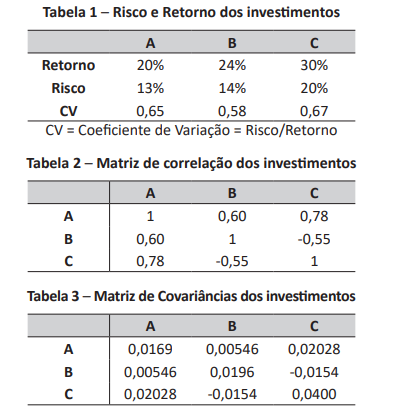 Tabela 1 – Risco e Retorno dos investimentos
A B C
Retorno 20% 24% 30%
Risco 13% 14% 20%
CV 0,65 0,58 0,67
CV = Coeficiente de Variação = Risco/Retorno
Tabela 2 – Matriz de correlação dos investimentos
A B C
A 1 0,60 0,78
B 0,60 1 -0,55
C 0,78 -0,55 1
Tabela 3 – Matriz de Covariâncias dos investimentos
A B C
A 0,0169 0,00546 0,02028
B 0,00546 0,0196 -0,0154
C 0,02028 -0,0154 0,0400